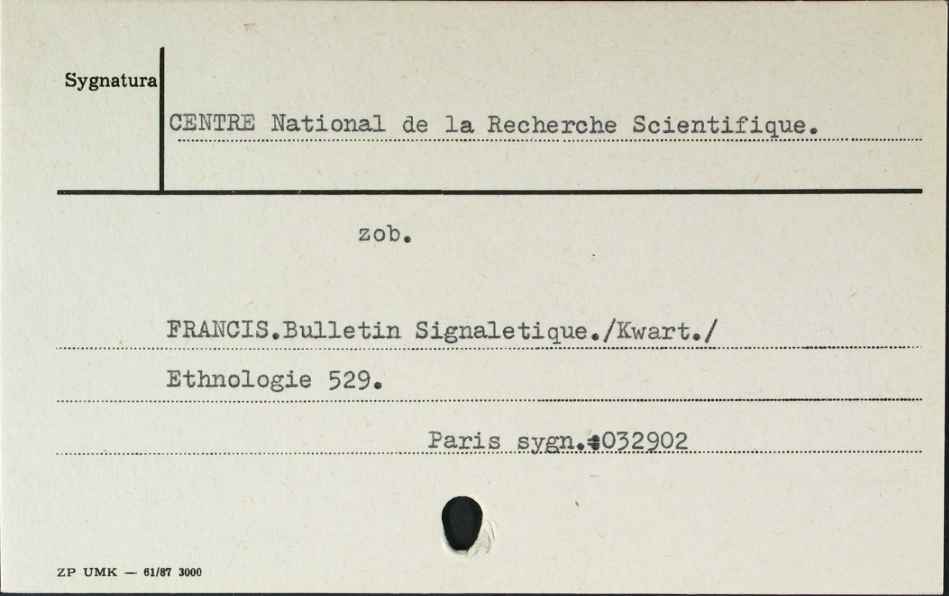 Sygnatura
CENTRE National de la Recherche Scientifique.
zob.
FRANCIS.Bulletin Signaletique./Kwart./
Ethnologie 529.
Paris sygn. 032902
ZP UMK — 61/87 3000